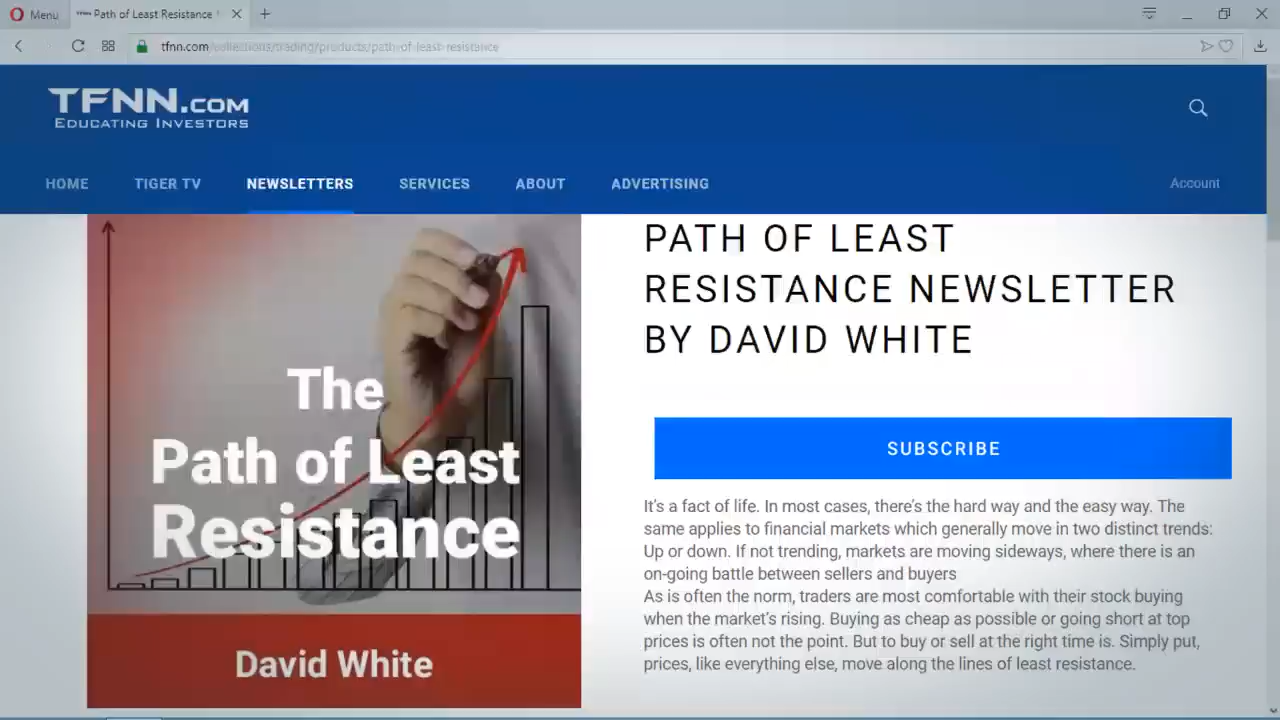 Menu
Path of Least Resistance
tfnn.com/collections/trading/products/path-of-least-resistance
TFNN.COM
EDUCATING INVESTORS
HOME TIGER TV NEWSLETTERS SERVICES ABOUT ADVERTISING Account
The
Path of Least
Resistance
David White
PATH OF LEAST
RESISTANCE NEWSLETTER
BY DAVID WHITE
SUBSCRIBE
It's a fact of life. In most cases, there's the hard way and the easy way. The
same applies to financial markets which generally move in two distinct trends:
Up or down. If not trending, markets are moving sideways, where there is an
on-going battle between sellers and buyers
As is often the norm, traders are most comfortable with their stock buying
when the market's rising. Buying as cheap as possible or going short at top
prices is often not the point. But to buy or sell at the right time is. Simply put,
prices, like everything else, move along the lines of least resistance.